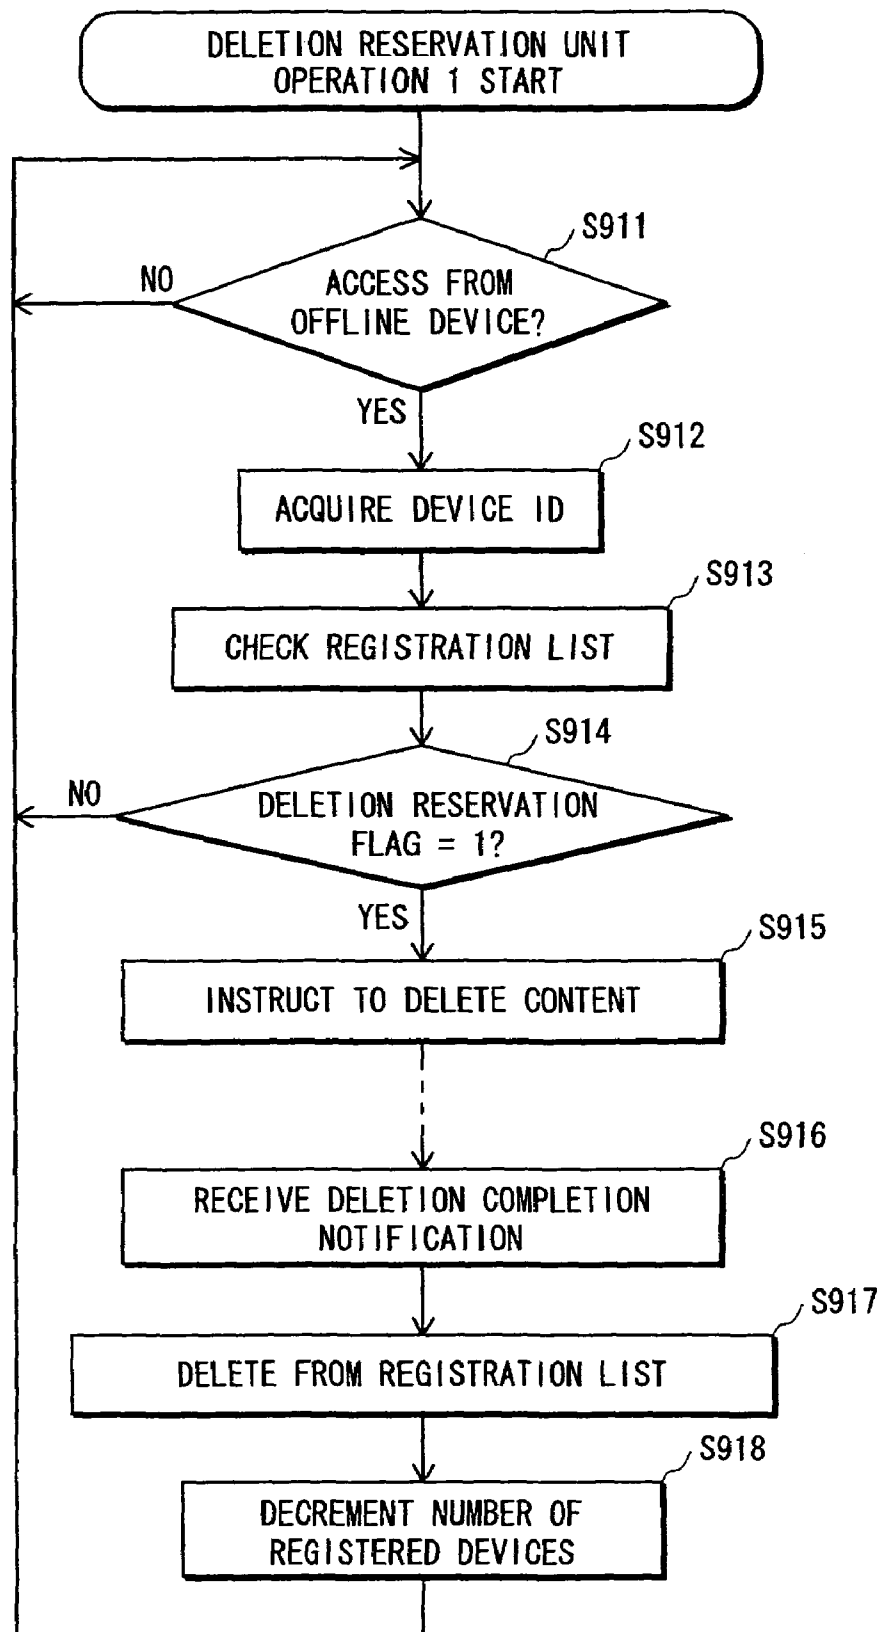 DELETION RESERVATION UNIT
OPERATION 1 START
S911
NO
ACCESS FROM
OFFLINE DEVICE?
YES
S912
ACQUIRE DEVICE ID
S913
CHECK REGISTRATION LIST
S914
NO
DELETION RESERVATION
FLAG = 1?
YES
S915
INSTRUCT TO DELETE CONTENT
S916
RECEIVE DELETION COMPLETION
NOTIFICATION
S917
DELETE FROM REGISTRATION LIST
S918
DECREMENT NUMBER OF
REGISTERED DEVICES